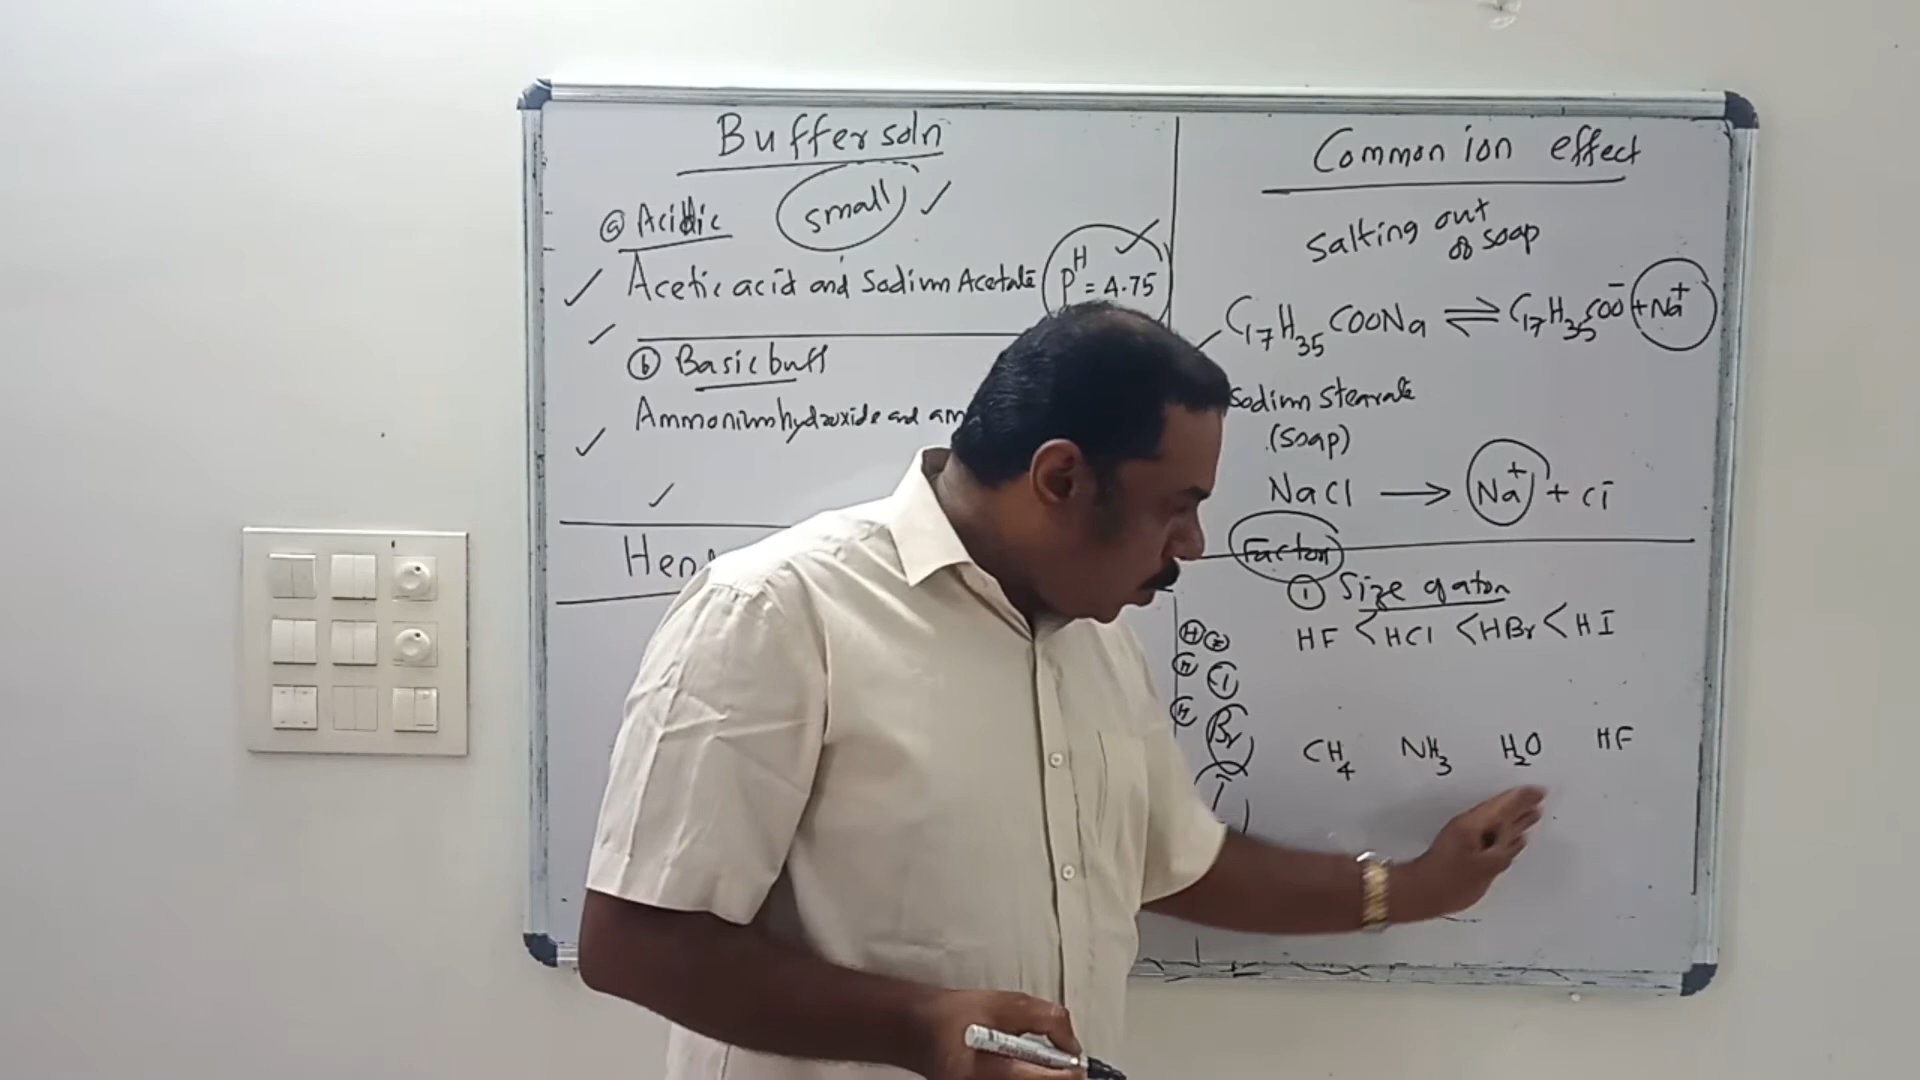 Buffer soln
ⓐ Acidic small ✓
✓ Acetic acid and Sodium Acetate pH = 4.75 ✓
✓
ⓑ Basic buff
✓ Ammonium hydroxide and am
✓
Hen
Common ion effect
Salting out
of soap
✓ C17H35COONa ⇌ C17H35COO⁻ + Na⁺
Sodium Stearate
(Soap)
NaCl → Na⁺ + Cl⁻
Factor
① Size of atom
HF < HCl < HBr < HI
H
H
H Br
I
CH4 NH3 H2O HF